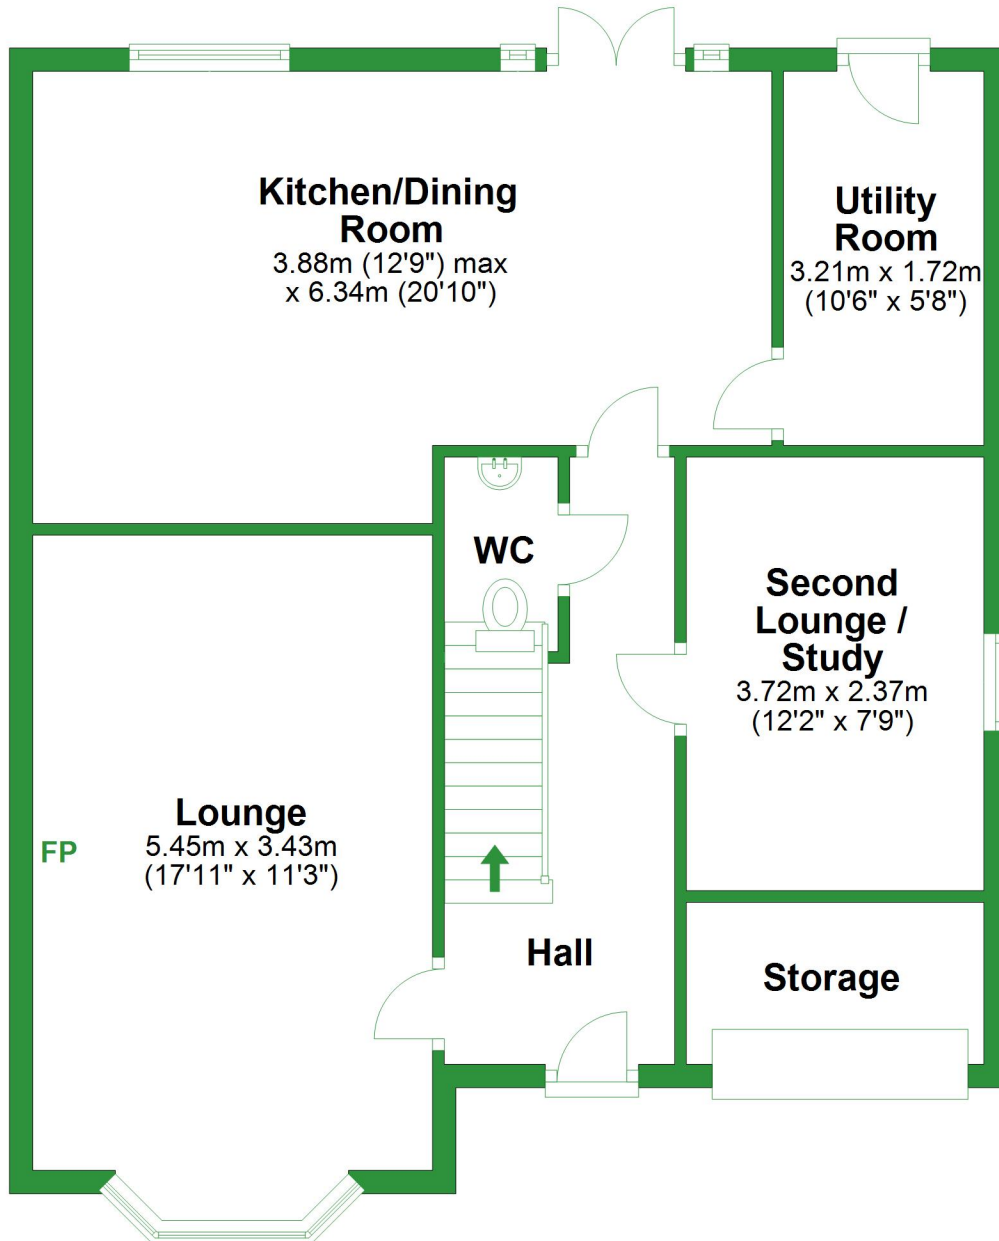 Kitchen/Dining
Room
3.88m (12'9") max
x 6.34m (20'10")
Utility
Room
3.21m x 1.72m
(10'6" x 5'8")
WC
Second
Lounge /
Study
3.72m x 2.37m
(12'2" x 7'9")
Lounge
5.45m x 3.43m
(17'11" x 11'3")
FP
Hall
Storage